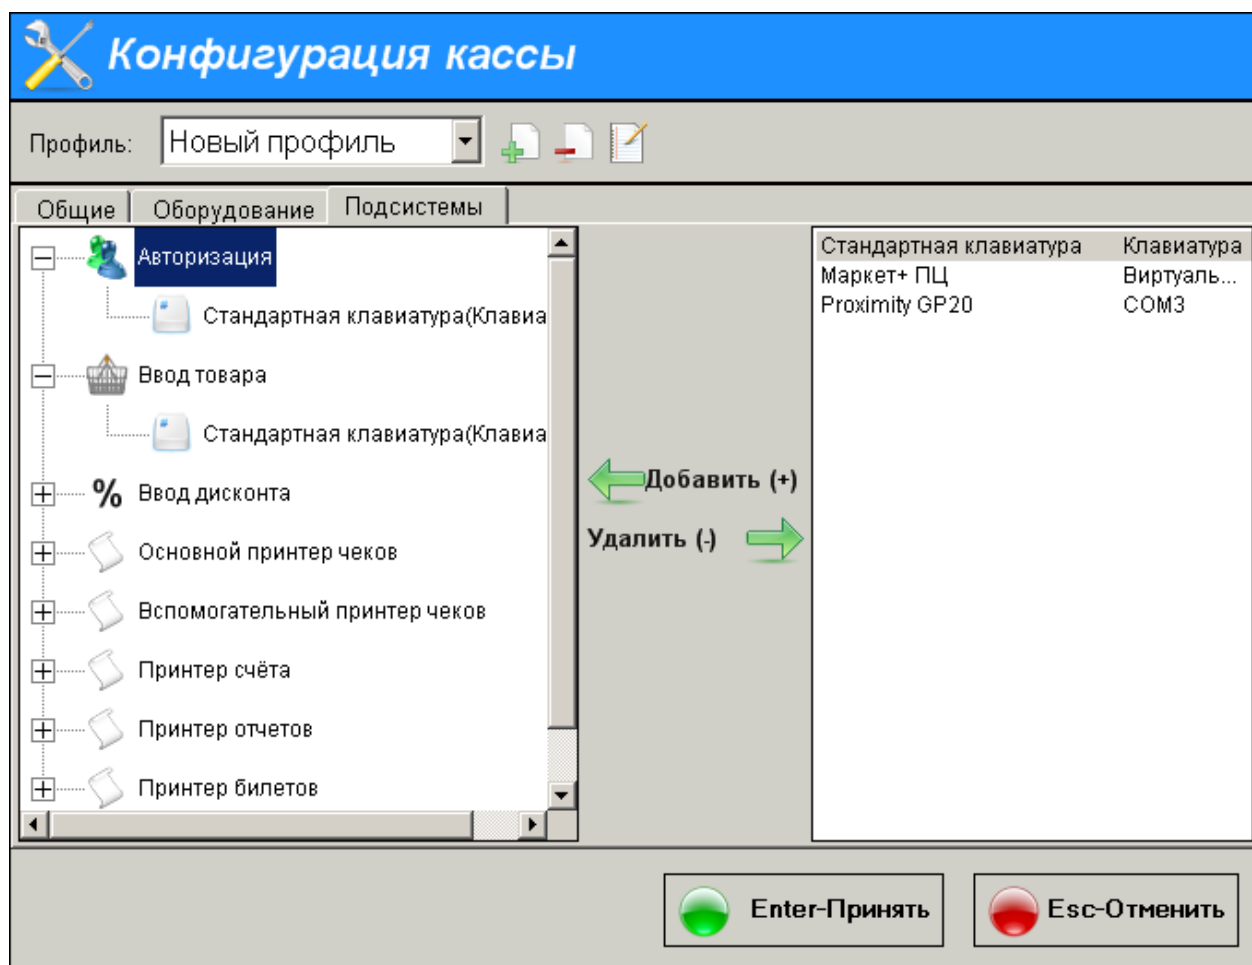 Конфигурация кассы
Профиль: Новый профиль
Общие Оборудование Подсистемы
Авторизация
Стандартная клавиатура(Клавиа
Ввод товара
Стандартная клавиатура(Клавиа
% Ввод дисконта
Основной принтер чеков
Вспомогательный принтер чеков
Принтер счёта
Принтер отчетов
Принтер билетов
Добавить (+)
Удалить (-)
Стандартная клавиатура Клавиатура
Маркет+ ПЦ Виртуаль...
Proximity GP20 COM3
Enter-Принять Esc-Отменить